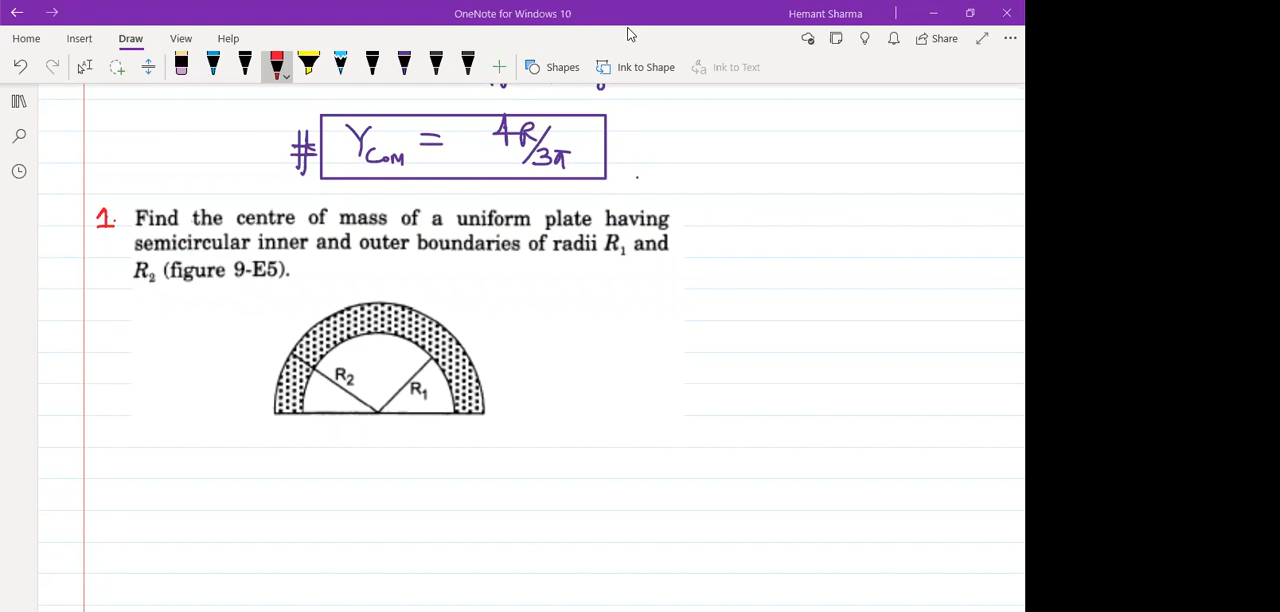 OneNote for Windows 10
Hemant Sharma
Home Insert Draw View Help
Share
Shapes
Ink to Shape
Ink to Text
# Y_COM = 4R/3π
1. Find the centre of mass of a uniform plate having
semicircular inner and outer boundaries of radii R₁ and
R₂ (figure 9-E5).
R₂
R₁